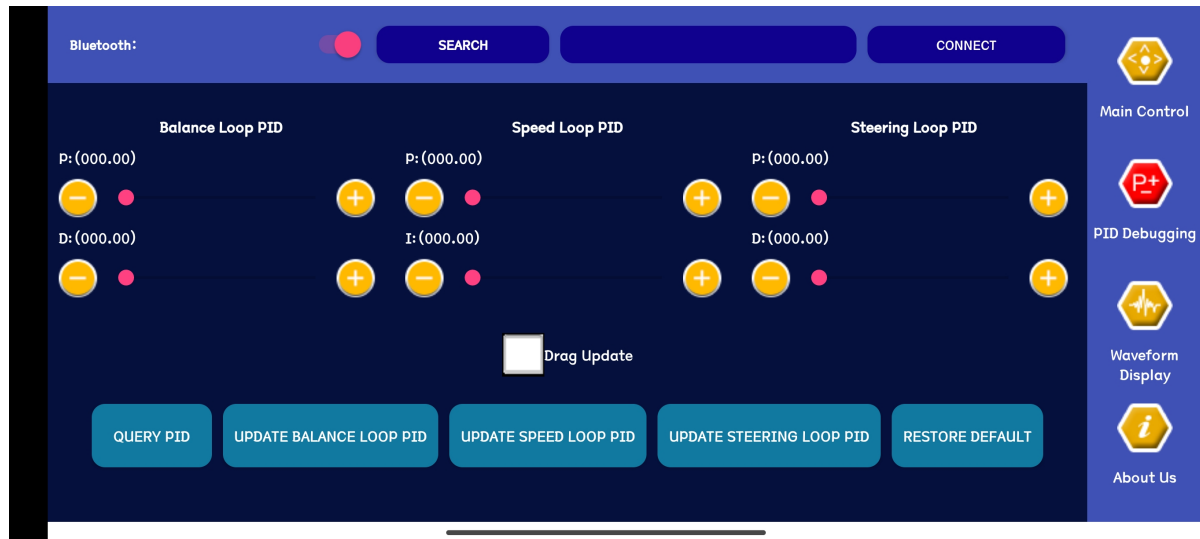 Bluetooth:
SEARCH
CONNECT
Main Control
Balance Loop PID
Speed Loop PID
Steering Loop PID
P:(000.00)
P:(000.00)
P:(000.00)
P+
PID Debugging
D:(000.00)
I:(000.00)
D:(000.00)
Drag Update
Waveform
Display
QUERY PID
UPDATE BALANCE LOOP PID
UPDATE SPEED LOOP PID
UPDATE STEERING LOOP PID
RESTORE DEFAULT
i
About Us